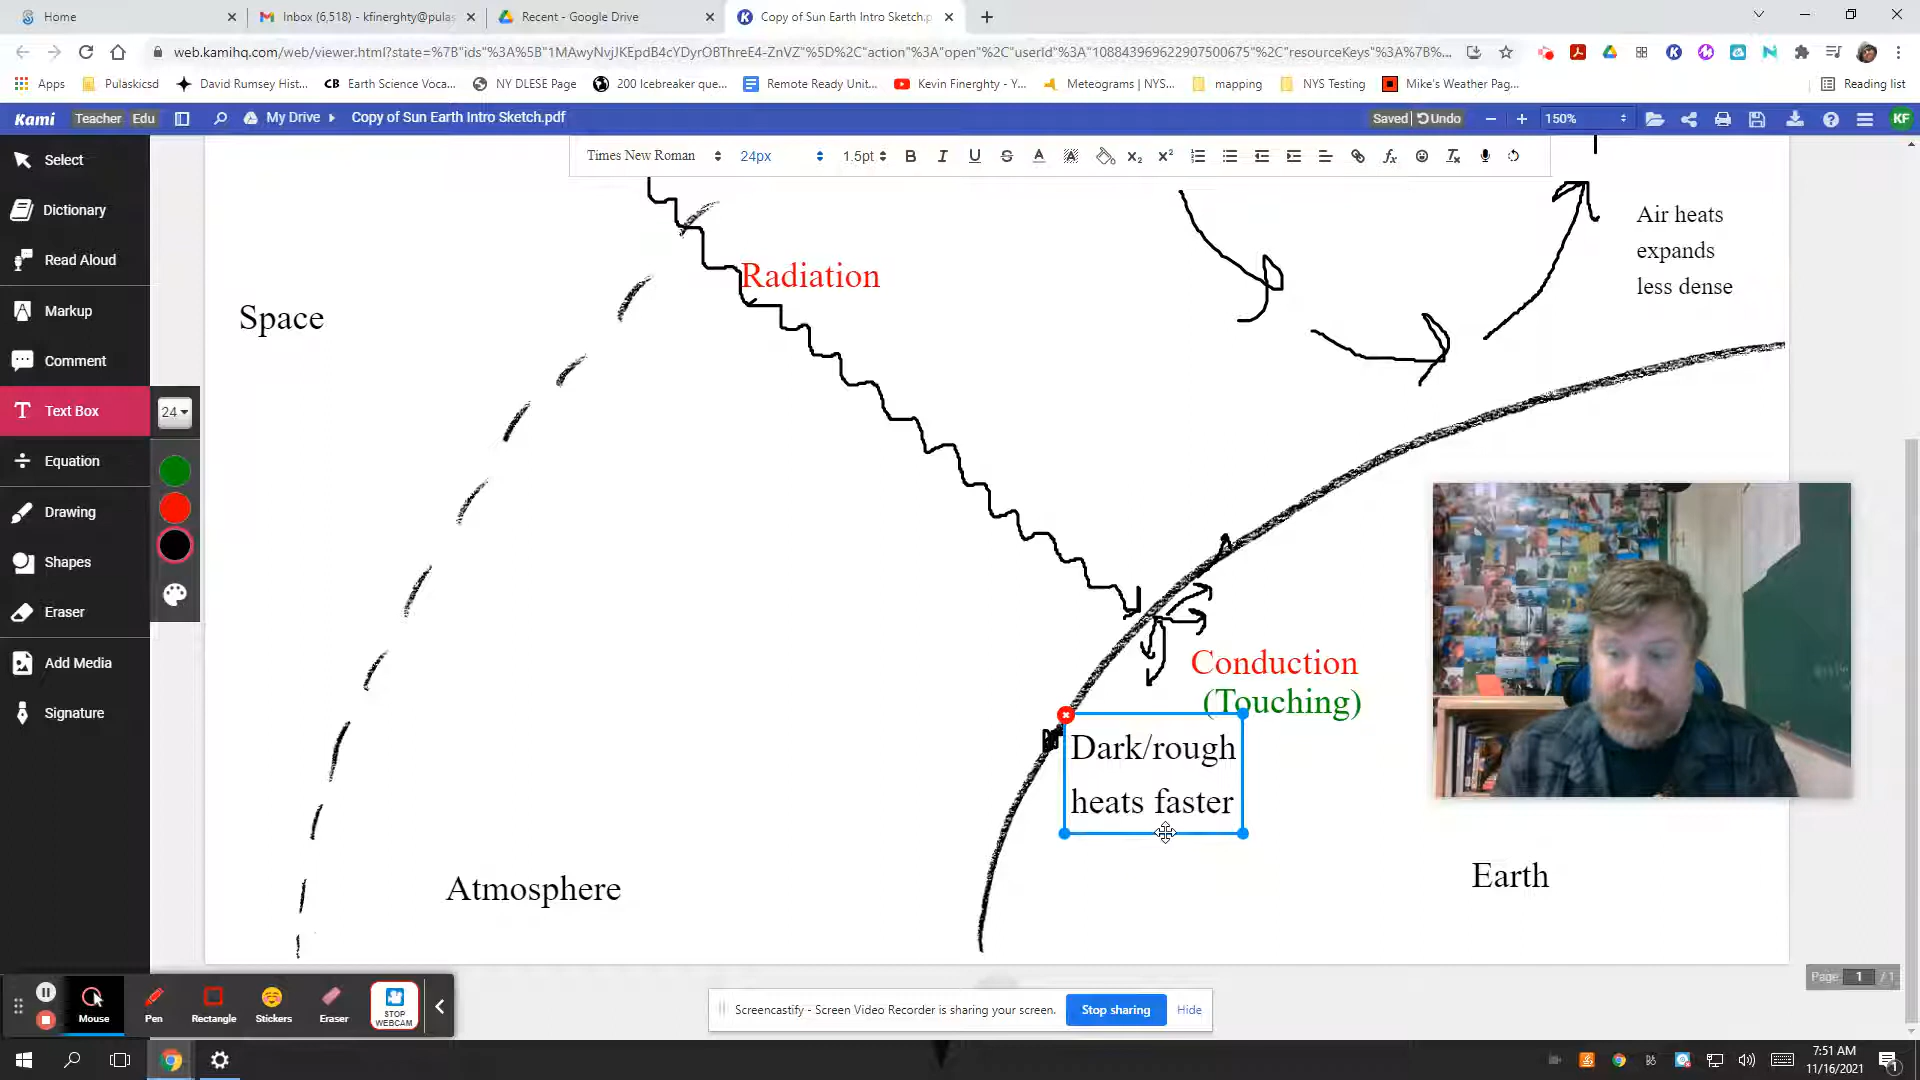 Home
Inbox (6,518) - kfinerghty@pulas
Recent - Google Drive
Copy of Sun Earth Intro Sketch.p
web.kamihq.com/web/viewer.html?state=%7B"ids"%3A%5B"1MAwyNvjJKEpdB4cYDyrOBThreE4-ZnVZ"%5D%2C"action"%3A"open"%2C"userId"%3A"108843969622907500675"%2C"resourceKeys"%3A%7B%...
Apps
Pulaskicsd
David Rumsey Hist...
CB Earth Science Voca...
NY DLESE Page
200 Icebreaker que...
Remote Ready Unit...
Kevin Finerghty - Y...
Meteograms | NYS...
mapping
NYS Testing
Mike's Weather Pag...
Reading list
Kami
Teacher
Edu
My Drive
Copy of Sun Earth Intro Sketch.pdf
Saved
Undo
150%
KF
Times New Roman
24px
1.5pt
Select
Dictionary
Read Aloud
Markup
Comment
Text Box
24
Equation
Drawing
Shapes
Eraser
Add Media
Signature
Air heats
expands
less dense
Radiation
Space
Conduction
(Touching)
Dark/rough
heats faster
Atmosphere
Earth
Page 1 / 1
Mouse
Pen
Rectangle
Stickers
Eraser
STOP
WEBCAM
Screencastify - Screen Video Recorder is sharing your screen.
Stop sharing
Hide
7:51 AM
11/16/2021
1